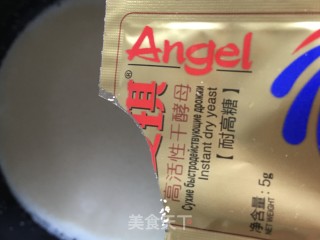 Angel
琪®
高活性干酵母
Сухие быстродействующие дрожжи
Instant dry yeast
【耐高糖】
净含量: 5g
NET WEIGHT:
美食天下